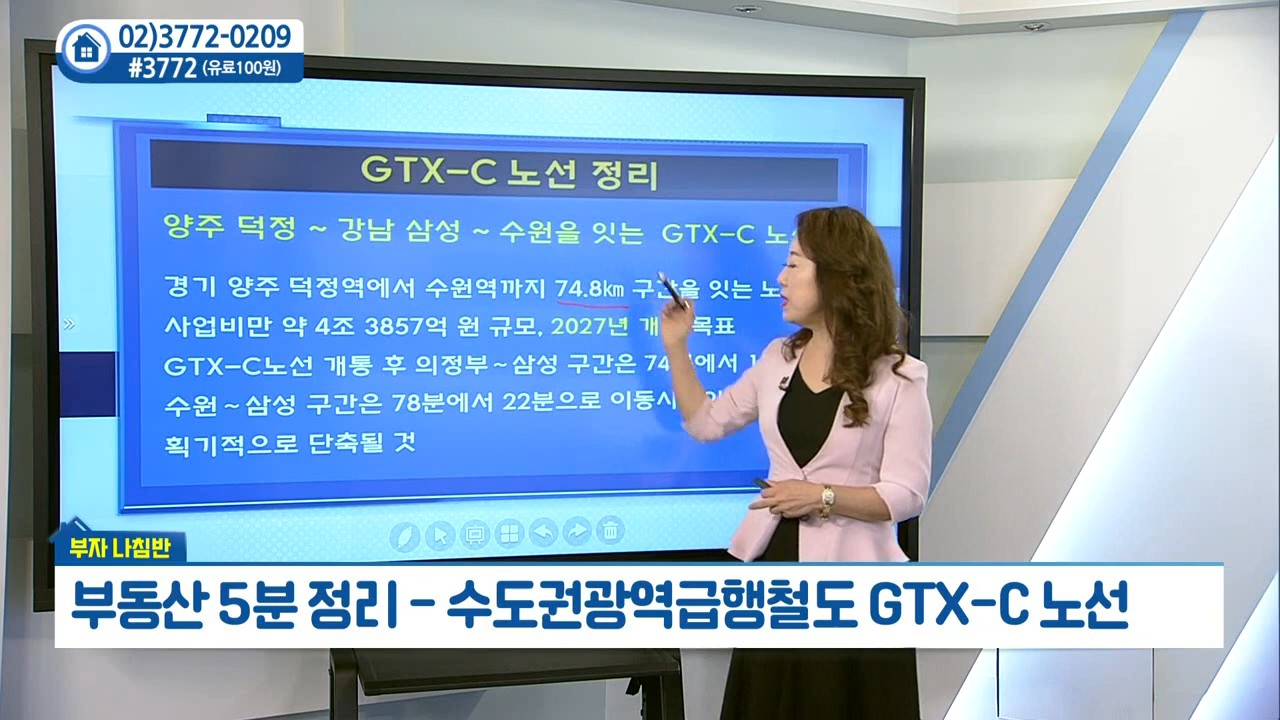 02)3772-0209
#3772 (유료100원)
GTX-C 노선 정리
양주 덕정 ~ 강남 삼성 ~ 수원을 잇는 GTX-C
경기 양주 덕정역에서 수원역까지 74.8㎞ 구간을 잇는
사업비만 약 4조 3857억 원 규모, 2027년 목표
GTX-C노선 개통 후 의정부~삼성 구간은
수원~삼성 구간은 78분에서 22분으로
획기적으로 단축될 것
부자 나침반
부동산 5분 정리 - 수도권광역급행철도 GTX-C 노선